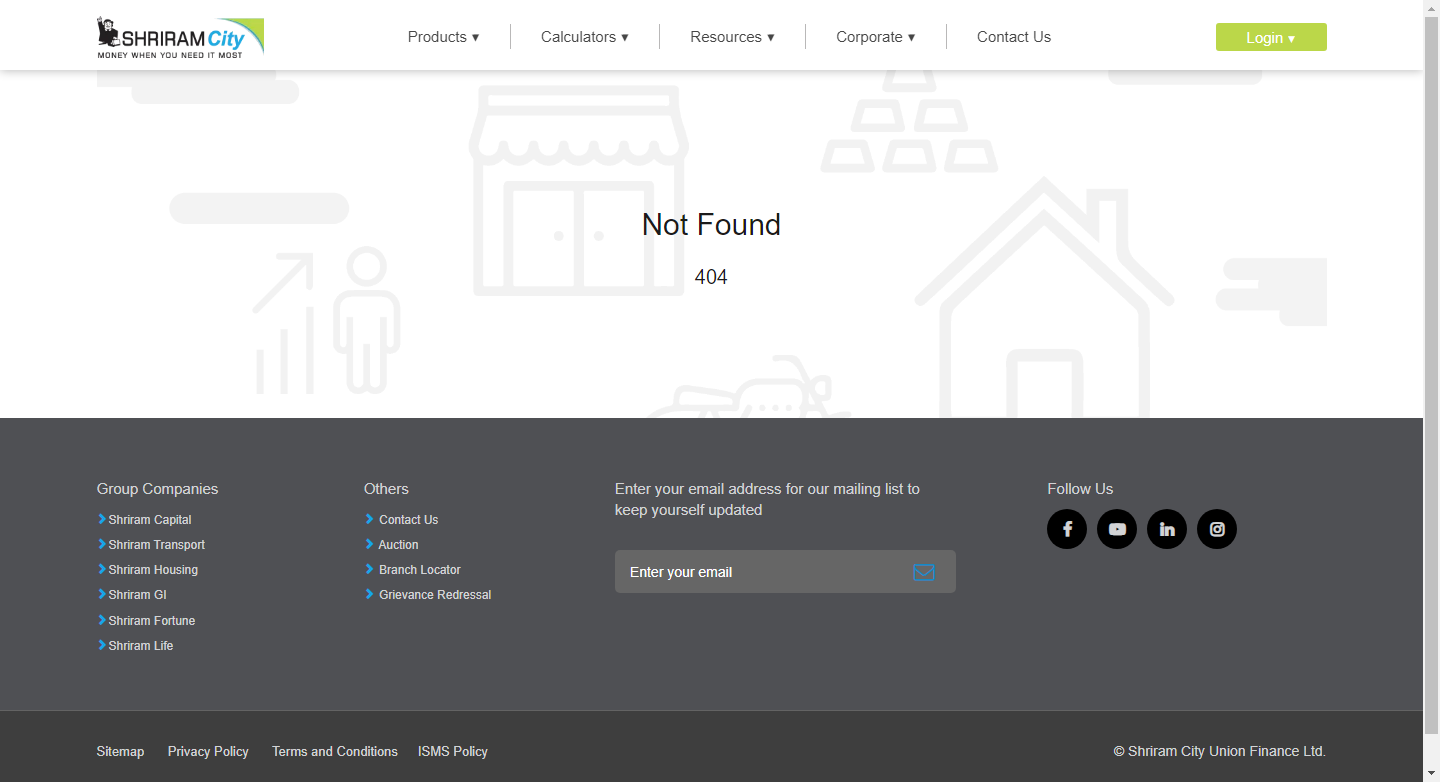 SHRIRAM City
MONEY WHEN YOU NEED IT MOST
Products ▾
Calculators ▾
Resources ▾
Corporate ▾
Contact Us
Login ▾
Not Found
404
Group Companies
Shriram Capital
Shriram Transport
Shriram Housing
Shriram GI
Shriram Fortune
Shriram Life
Others
Contact Us
Auction
Branch Locator
Grievance Redressal
Enter your email address for our mailing list to
keep yourself updated
Enter your email
Follow Us
Sitemap
Privacy Policy
Terms and Conditions
ISMS Policy
© Shriram City Union Finance Ltd.